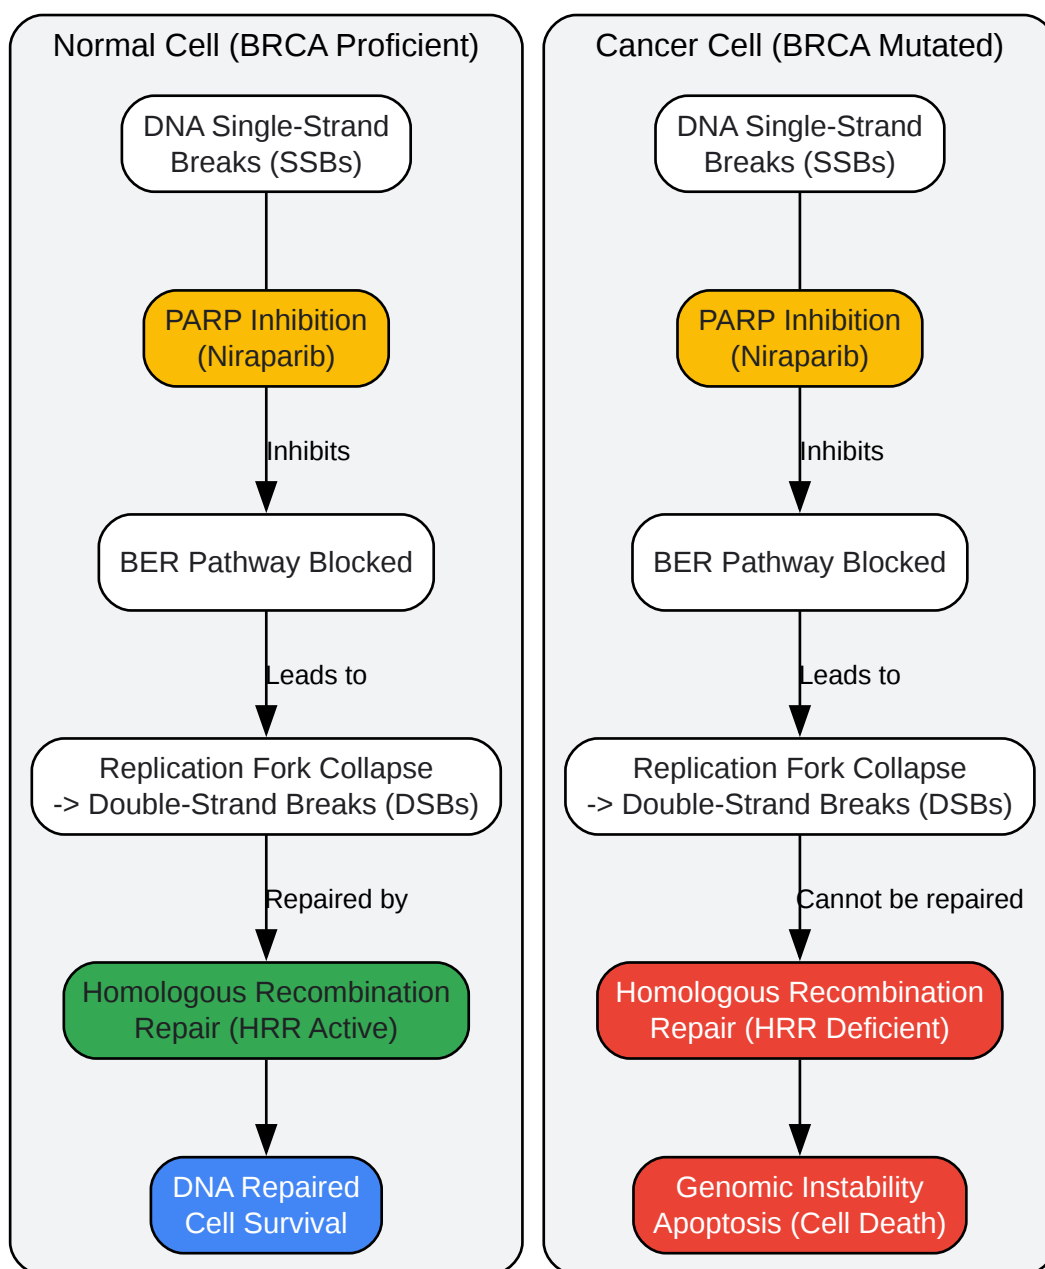 Normal Cell (BRCA Proficient)
DNA Single-Strand
Breaks (SSBs)
PARP Inhibition
(Niraparib)
Inhibits
BER Pathway Blocked
Leads to
Replication Fork Collapse
-> Double-Strand Breaks (DSBs)
Repaired by
Homologous Recombination
Repair (HRR Active)
DNA Repaired
Cell Survival
Cancer Cell (BRCA Mutated)
DNA Single-Strand
Breaks (SSBs)
PARP Inhibition
(Niraparib)
Inhibits
BER Pathway Blocked
Leads to
Replication Fork Collapse
-> Double-Strand Breaks (DSBs)
Cannot be repaired
Homologous Recombination
Repair (HRR Deficient)
Genomic Instability
Apoptosis (Cell Death)